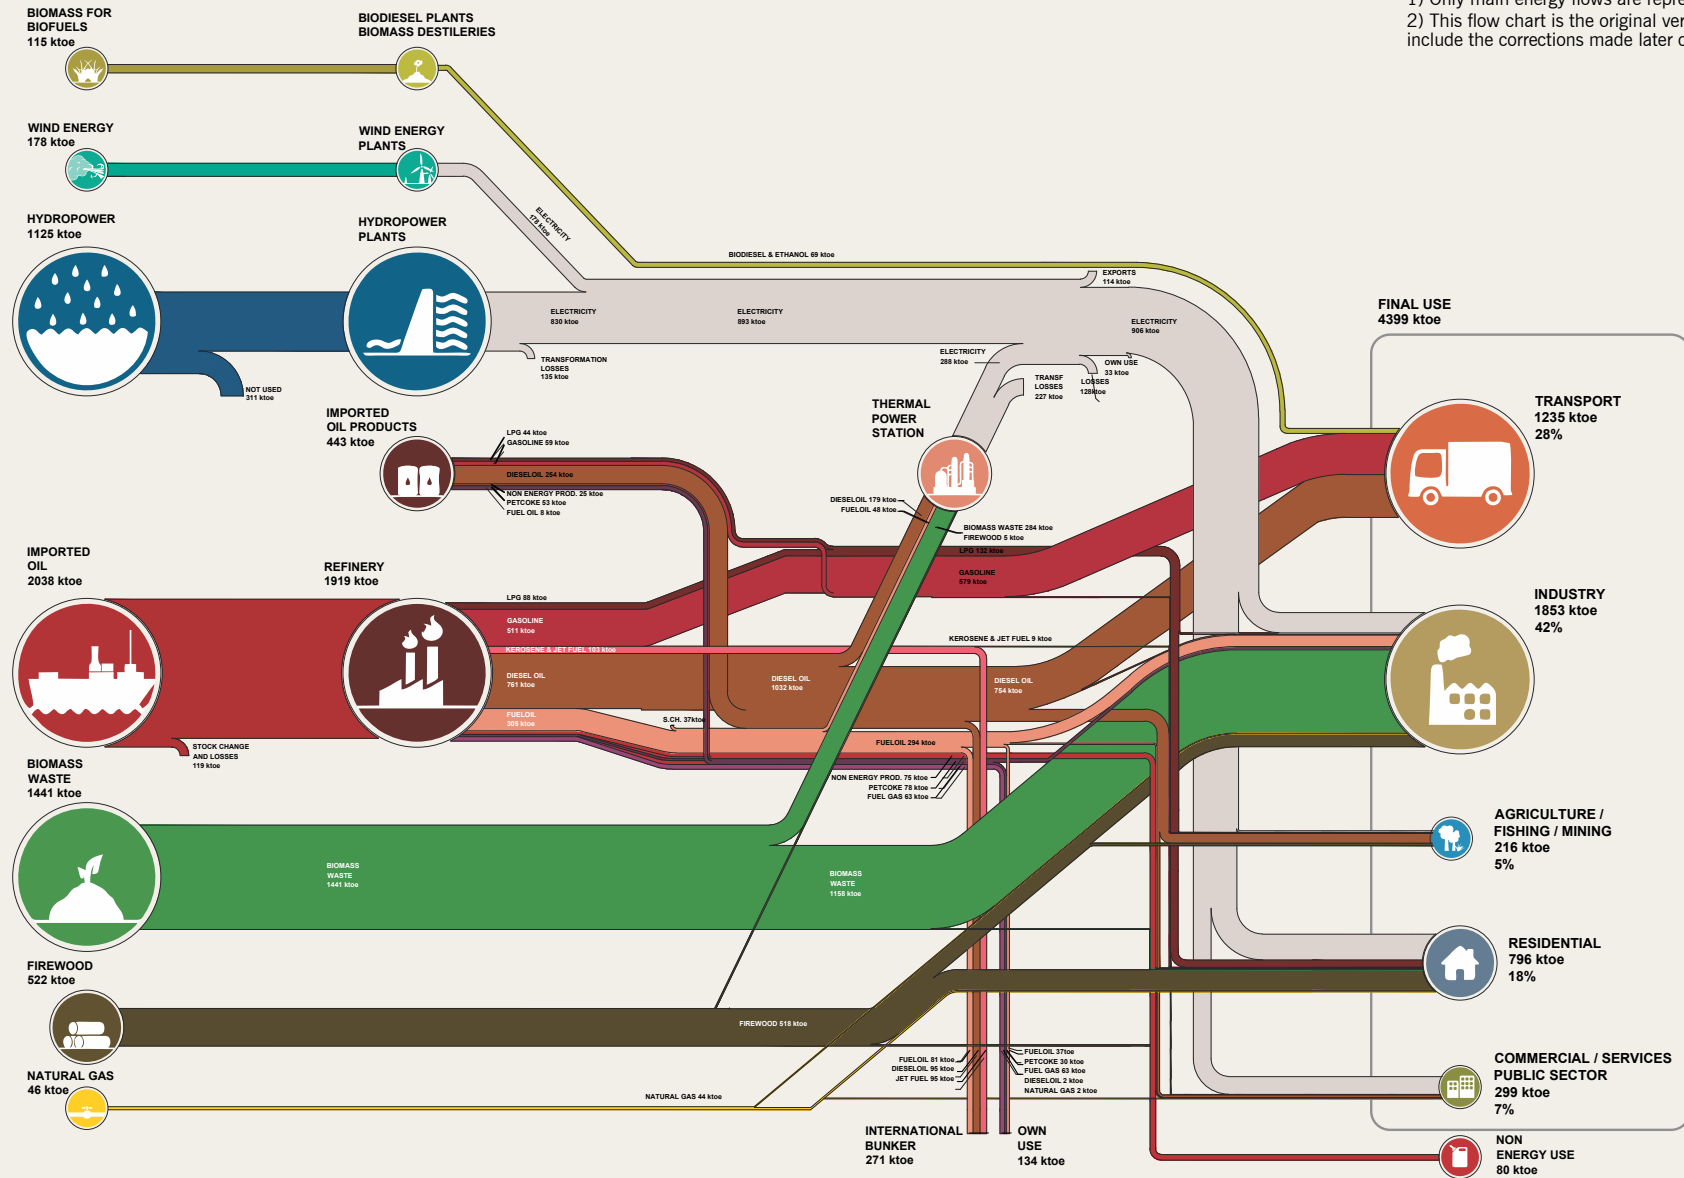 1) Only main energy flows are repre
2) This flow chart is the original ver
include the corrections made later o
BIOMASS FOR
BIOFUELS
115 ktoe
BIODIESEL PLANTS
BIOMASS DESTILERIES
WIND ENERGY
178 ktoe
WIND ENERGY
PLANTS
HYDROPOWER
1125 ktoe
HYDROPOWER
PLANTS
ELECTRICITY
178 ktoe
BIODIESEL & ETHANOL 69 ktoe
EXPORTS
114 ktoe
ELECTRICITY
830 ktoe
ELECTRICITY
893 ktoe
ELECTRICITY
906 ktoe
FINAL USE
4399 ktoe
TRANSFORMATION
LOSSES
135 ktoe
ELECTRICITY
288 ktoe
OWN USE
33 ktoe
TRANSF
LOSSES
227 ktoe
LOSSES
128ktoe
NOT USED
311 ktoe
IMPORTED
OIL PRODUCTS
443 ktoe
THERMAL
POWER
STATION
TRANSPORT
1235 ktoe
28%
LPG 44 ktoe
GASOLINE 59 ktoe
DIESELOIL 254 ktoe
NON ENERGY PROD. 25 ktoe
PETCOKE 53 ktoe
FUEL OIL 8 ktoe
DIESELOIL 179 ktoe
FUELOIL 48 ktoe
BIOMASS WASTE 284 ktoe
FIREWOOD 5 ktoe
LPG 132 ktoe
GASOLINE
579 ktoe
IMPORTED
OIL
2038 ktoe
REFINERY
1919 ktoe
LPG 88 ktoe
GASOLINE
511 ktoe
KEROSENE & JET FUEL 103 ktoe
KEROSENE & JET FUEL 9 ktoe
INDUSTRY
1853 ktoe
42%
DIESEL OIL
761 ktoe
DIESEL OIL
1032 ktoe
DIESEL OIL
754 ktoe
FUELOIL
305 ktoe
S.CH. 37ktoe
FUELOIL 294 ktoe
STOCK CHANGE
AND LOSSES
119 ktoe
NON ENERGY PROD. 75 ktoe
PETCOKE 78 ktoe
FUEL GAS 63 ktoe
BIOMASS
WASTE
1441 ktoe
BIOMASS
WASTE
1441 ktoe
BIOMASS
WASTE
1158 ktoe
AGRICULTURE /
FISHING / MINING
216 ktoe
5%
FIREWOOD
522 ktoe
FIREWOOD 518 ktoe
RESIDENTIAL
796 ktoe
18%
NATURAL GAS
46 ktoe
NATURAL GAS 44 ktoe
FUELOIL 81 ktoe
DIESELOIL 95 ktoe
JET FUEL 95 ktoe
FUELOIL 37toe
PETCOKE 30 ktoe
FUEL GAS 63 ktoe
DIESELOIL 2 ktoe
NATURAL GAS 2 ktoe
COMMERCIAL / SERVICES
PUBLIC SECTOR
299 ktoe
7%
INTERNATIONAL
BUNKER
271 ktoe
OWN
USE
134 ktoe
NON
ENERGY USE
80 ktoe